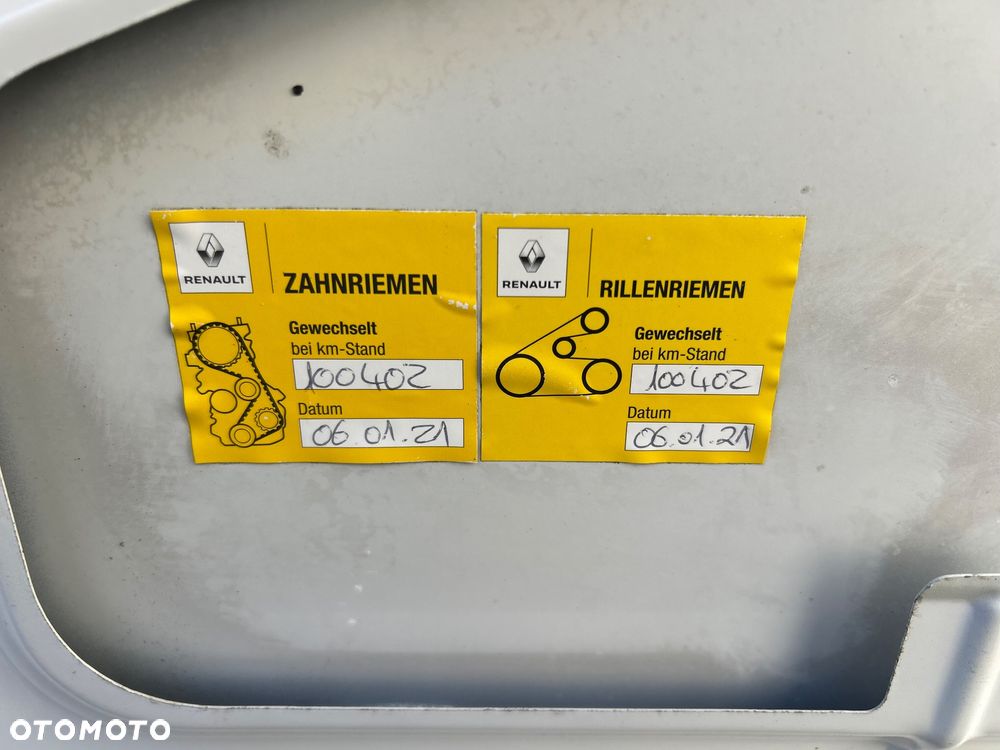 RENAULT
ZAHNRIEMEN
Gewechselt
bei km-Stand
100402
Datum
06.01.21
RENAULT
RILLENRIEMEN
Gewechselt
bei km-Stand
100402
Datum
06.01.21
OTOMOTO